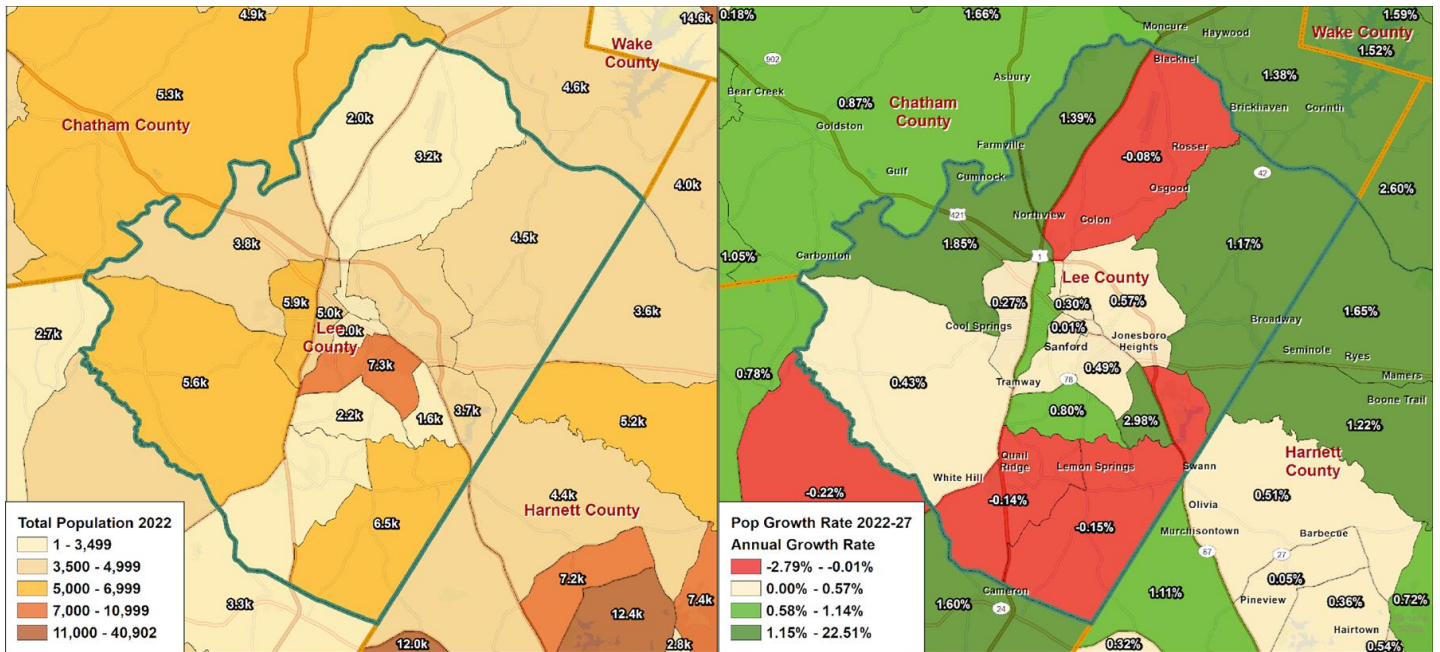 4.9k
14.6k
Wake
County
4.6k
5.3k
Chatham County
2.0k
3.2k
4.0k
3.8k
4.5k
5.9k
5.0k
Lee
County
3.6k
2.7k
7.3k
5.6k
2.2k
1.6k
3.7k
5.2k
4.4k
Harnett County
6.5k
7.2k
7.4k
3.3k
12.4k
12.0k
2.8k
Total Population 2022
1 - 3,499
3,500 - 4,999
5,000 - 6,999
7,000 - 10,999
11,000 - 40,902
0.18%
1.66%
Moncure
Haywood
1.59%
Wake County
1.52%
902
Blacknel
Asbury
1.38%
Bear Creek
0.87%
Chatham
County
Brickhaven
Corinth
Goldston
1.39%
Farmville
-0.08%
Rosser
Gulf
Cumnock
42
Osgood
2.60%
421
Northview
Colon
1.85%
1.17%
1.05%
Carbonton
1
Lee County
0.27%
0.30%
0.57%
1.65%
Cool Springs
0.01%
Broadway
Sanford
Jonesboro
Heights
Seminole
Ryes
0.78%
0.43%
0.49%
Tramway
78
Mamers
Boone Trail
0.80%
2.98%
1.22%
Harnett
County
Quail
Ridge
Lemon Springs
Swann
White Hill
-0.22%
-0.14%
0.51%
Olivia
-0.15%
Murchisontown
87
Barbecue
27
0.05%
Cameron
1.11%
Pineview
0.36%
0.72%
1.60%
24
Hairtown
0.32%
0.54%
Pop Growth Rate 2022-27
Annual Growth Rate
-2.79% - -0.01%
0.00% - 0.57%
0.58% - 1.14%
1.15% - 22.51%